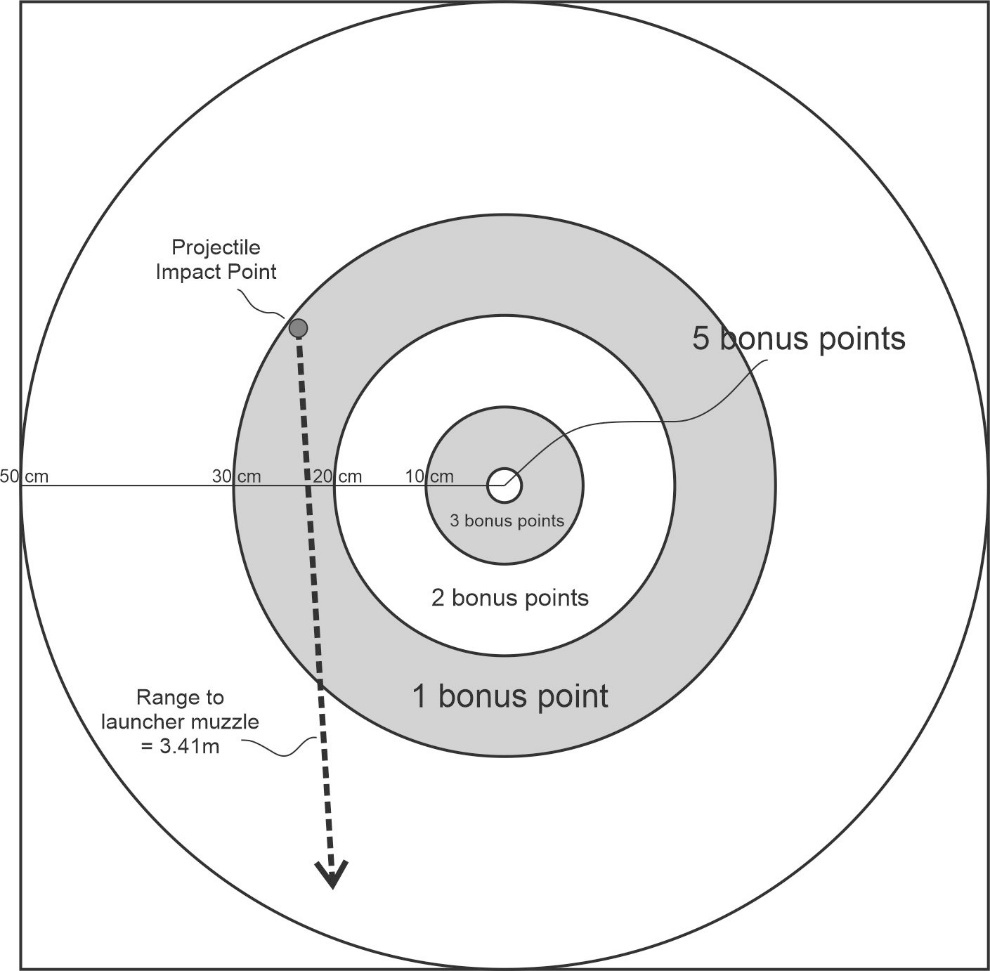 Projectile
Impact Point
5 bonus points
50 cm
30 cm
20 cm
10 cm
3 bonus points
2 bonus points
1 bonus point
Range to
launcher muzzle
= 3.41m